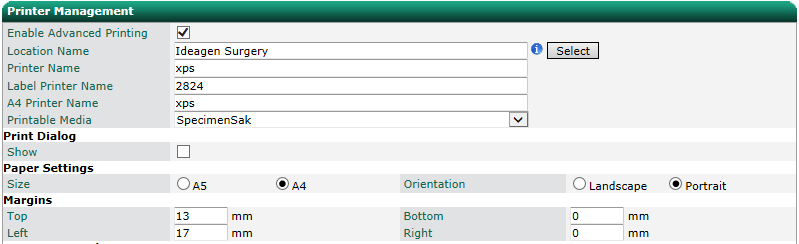 Printer Management
Enable Advanced Printing
Location Name Ideagen Surgery i Select
Printer Name xps
Label Printer Name 2824
A4 Printer Name xps
Printable Media SpecimenSak
Print Dialog
Show
Paper Settings
Size A5 A4 Orientation Landscape Portrait
Margins
Top 13 mm Bottom 0 mm
Left 17 mm Right 0 mm